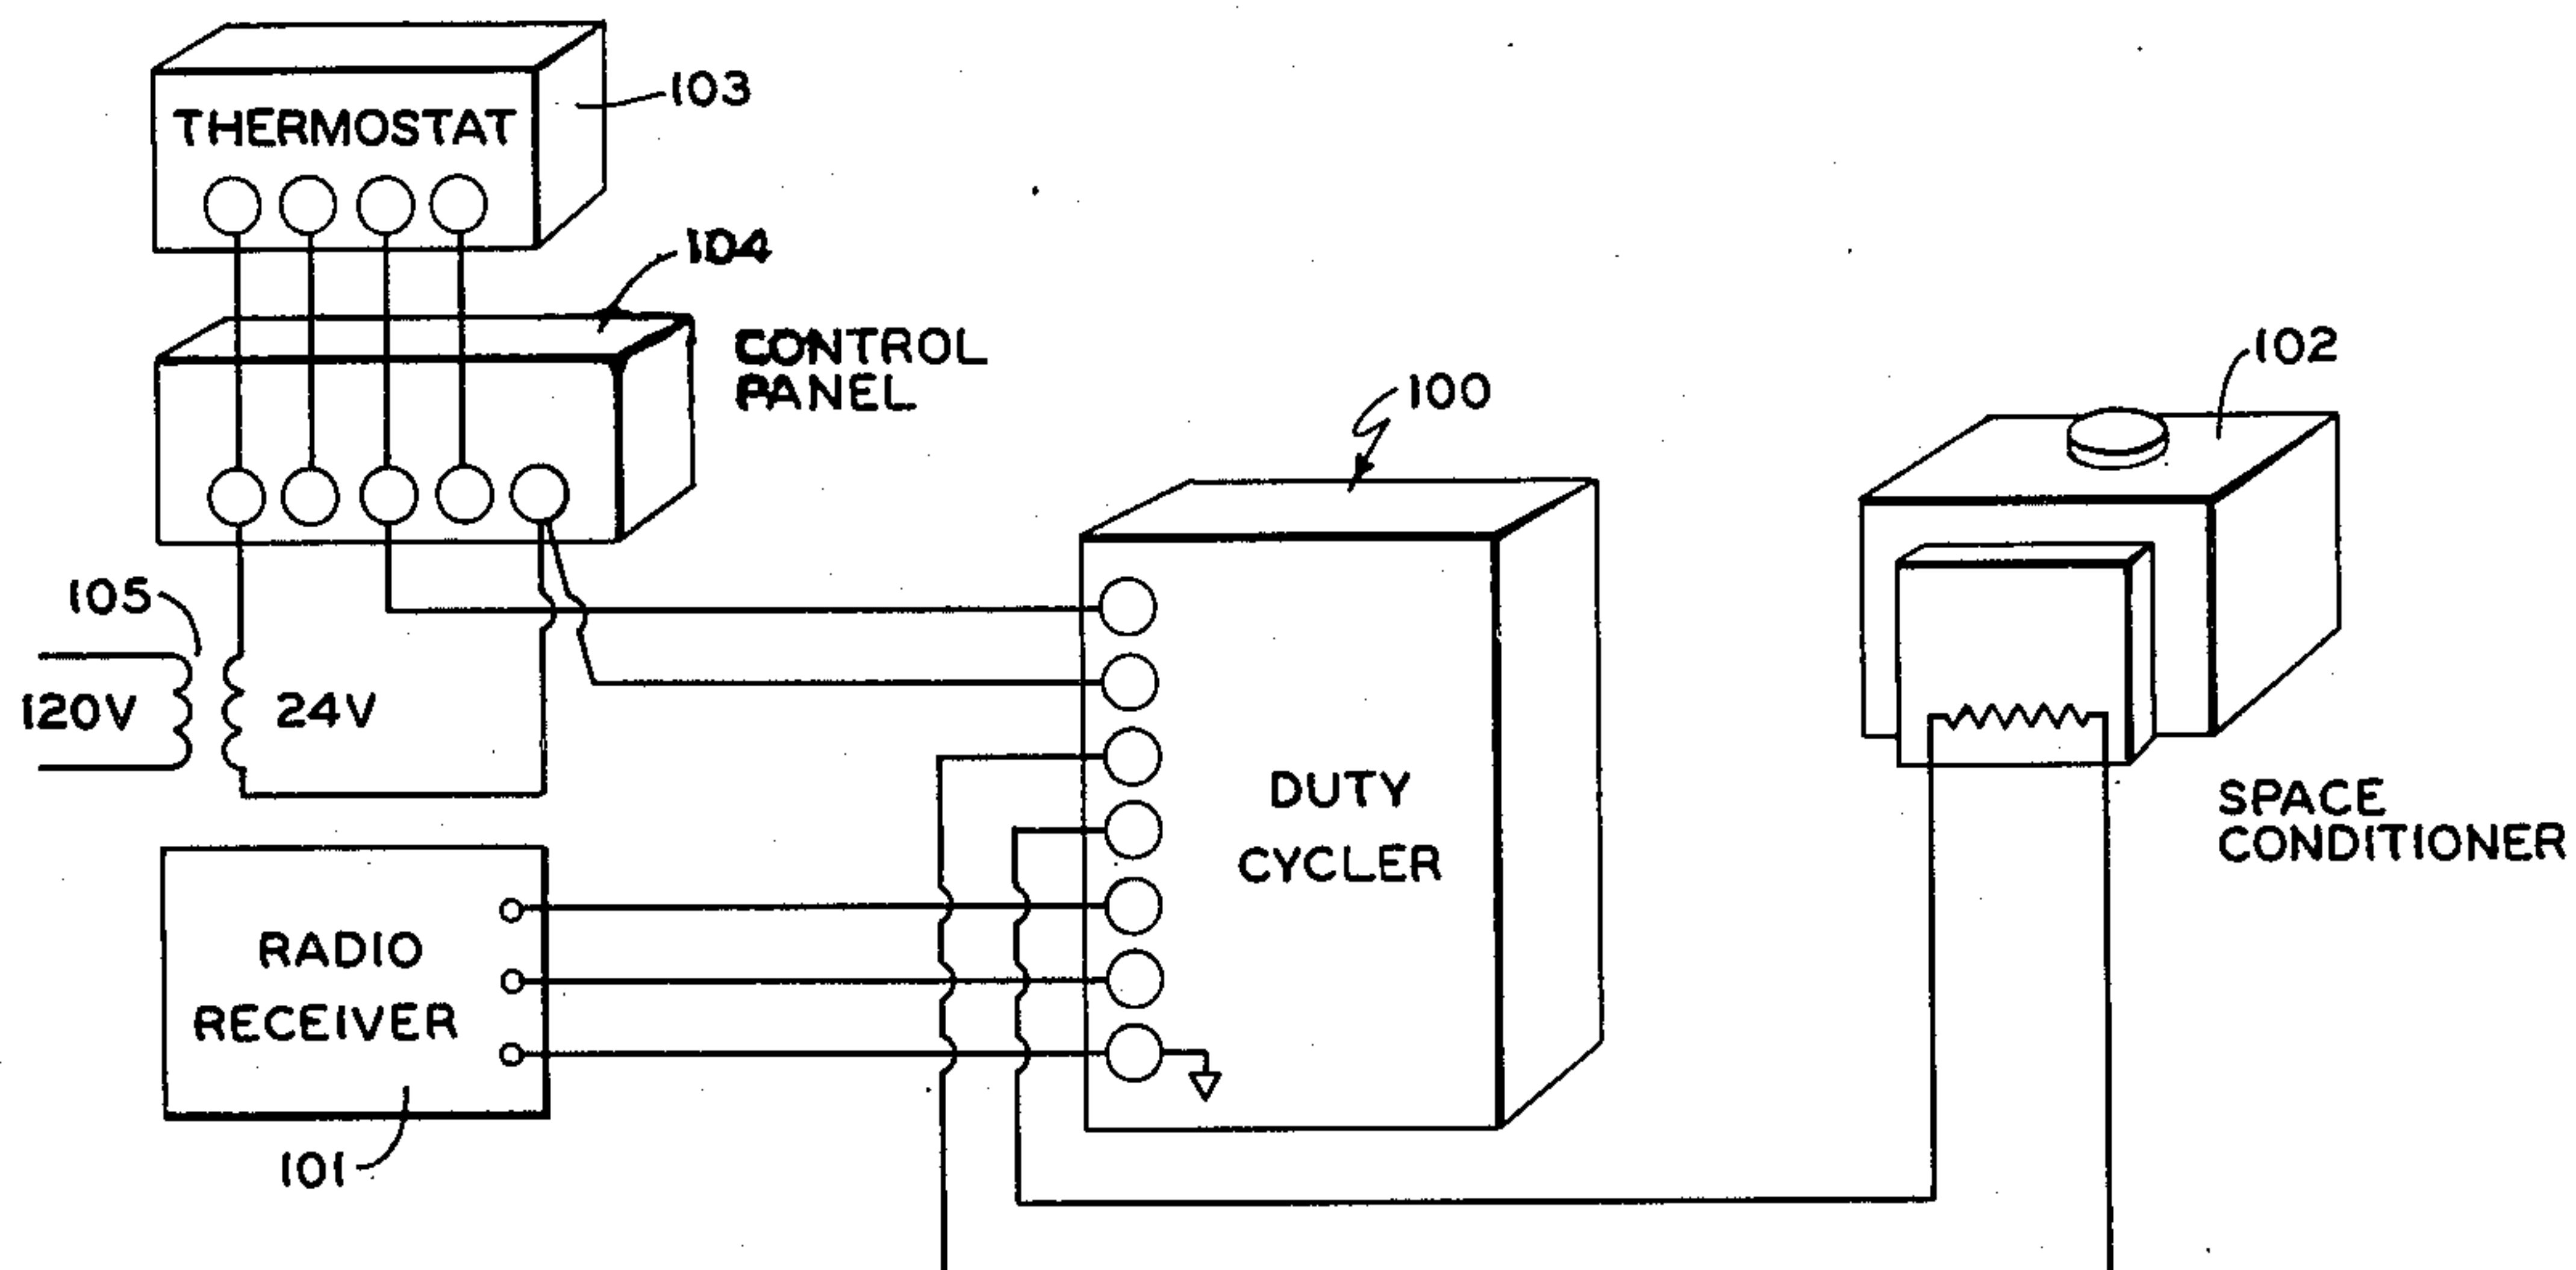 THERMOSTAT
103
104
CONTROL
PANEL
102
100
105
120V
24V
DUTY
CYCLER
SPACE
CONDITIONER
RADIO
RECEIVER
101